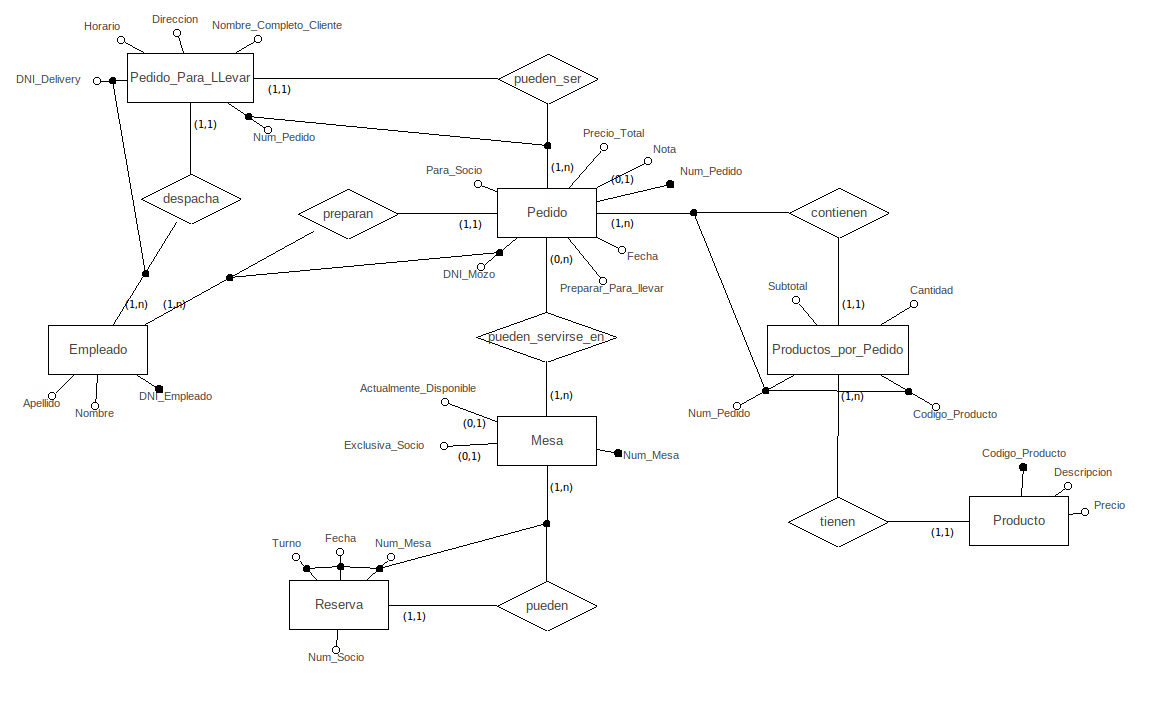 Direccion
Horario
Nombre_Completo_Cliente
DNI_Delivery
Pedido_Para_LLevar
pueden_ser
(1,1)
(1,1)
Num_Pedido
Precio_Total
Nota
(1,n)
Para_Socio
(0,1)
Num_Pedido
despacha
preparan
Pedido
contienen
(1,1)
(1,n)
DNI_Mozo
(0,n)
Fecha
Preparar_Para_llevar
Subtotal
Cantidad
(1,n)
(1,n)
(1,1)
pueden_servirse_en
Empleado
Productos_por_Pedido
Actualmente_Disponible
(1,n)
(1,n)
Apellido
Nombre
DNI_Empleado
Num_Pedido
Codigo_Producto
(0,1)
Exclusiva_Socio
(0,1)
Mesa
Num_Mesa
Codigo_Producto
Descripcion
Precio
(1,n)
tienen
Producto
(1,1)
Turno
Fecha
Num_Mesa
Reserva
(1,1)
pueden
Num_Socio